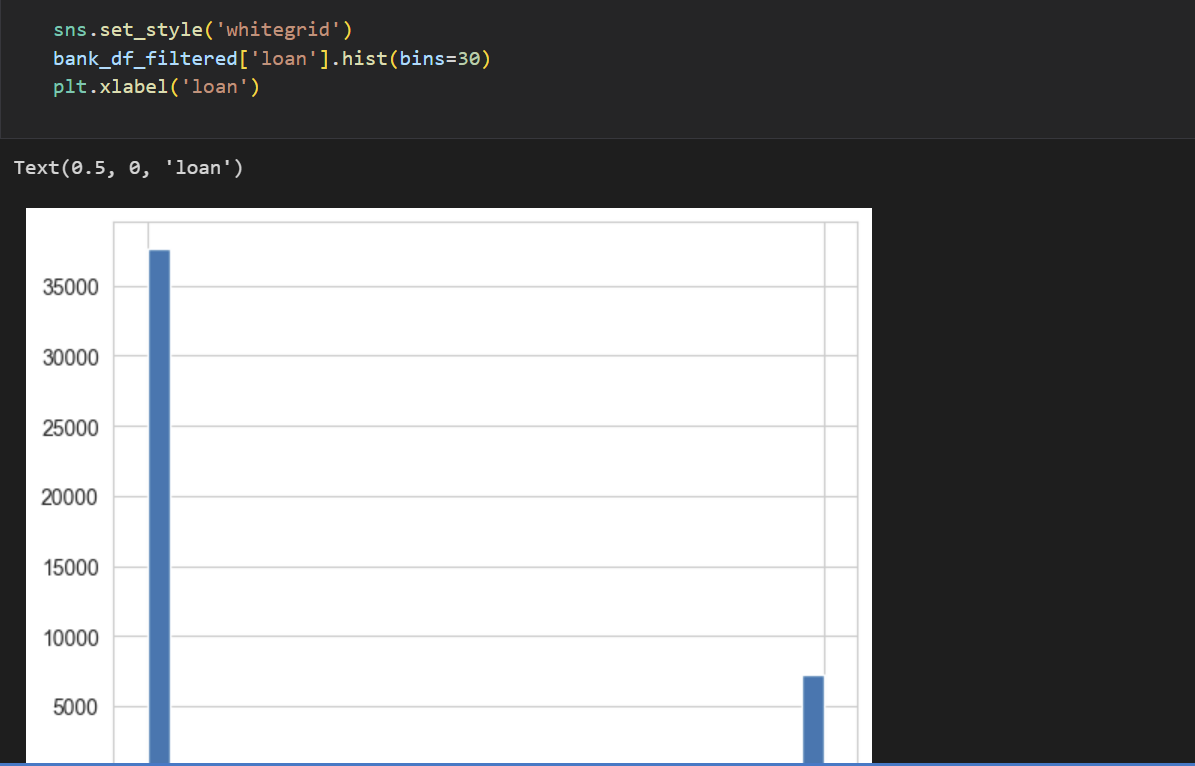 sns.set_style('whitegrid')
bank_df_filtered['loan'].hist(bins=30)
plt.xlabel('loan')
Text(0.5, 0, 'loan')
35000
30000
25000
20000
15000
10000
5000